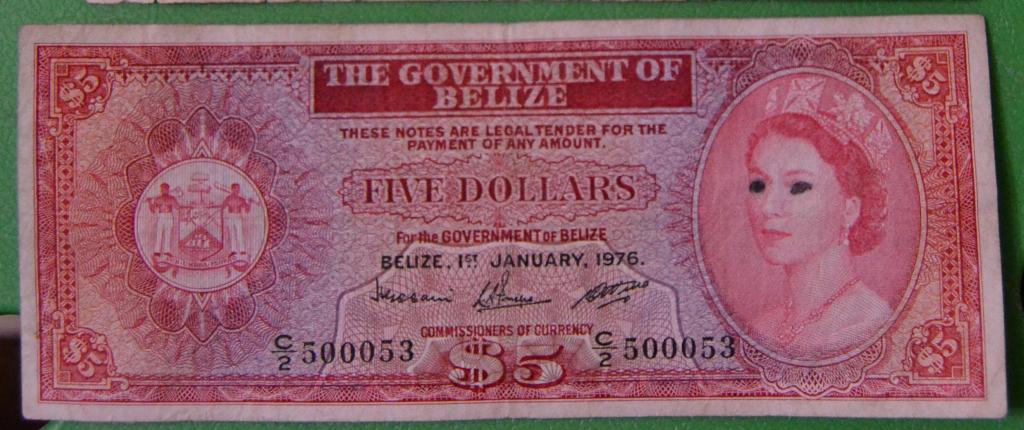 $5
$5
THE GOVERNMENT OF
BELIZE
THESE NOTES ARE LEGAL TENDER FOR THE
PAYMENT OF ANY AMOUNT.
FIVE DOLLARS
For the GOVERNMENT OF BELIZE
BELIZE, 1ST JANUARY, 1976.
COMMISSIONERS OF CURRENCY
C/2 500053
C/2 500053
$5
$5
$5